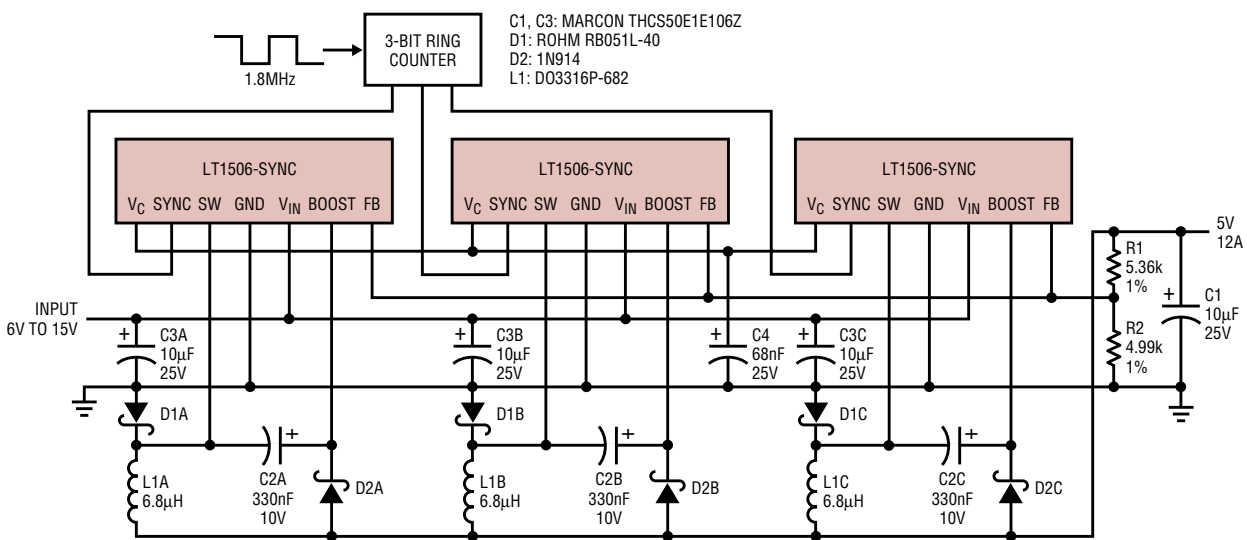 3-BIT RING
COUNTER
1.8MHz
C1, C3: MARCON THCS50E1E106Z
D1: ROHM RB051L-40
D2: 1N914
L1: DO3316P-682
LT1506-SYNC
VC SYNC SW GND VIN BOOST FB
LT1506-SYNC
VC SYNC SW GND VIN BOOST FB
LT1506-SYNC
VC SYNC SW GND VIN BOOST FB
5V
12A
R1
5.36k
1%
+
C1
10µF
25V
R2
4.99k
1%
INPUT
6V TO 15V
+
C3A
10µF
25V
+
C3B
10µF
25V
C4
68nF
25V
+
+
C3C
10µF
25V
D1A
D1B
D1C
L1A
6.8µH
+
C2A
330nF
10V
D2A
L1B
6.8µH
+
C2B
330nF
10V
D2B
L1C
6.8µH
+
C2C
330nF
10V
D2C